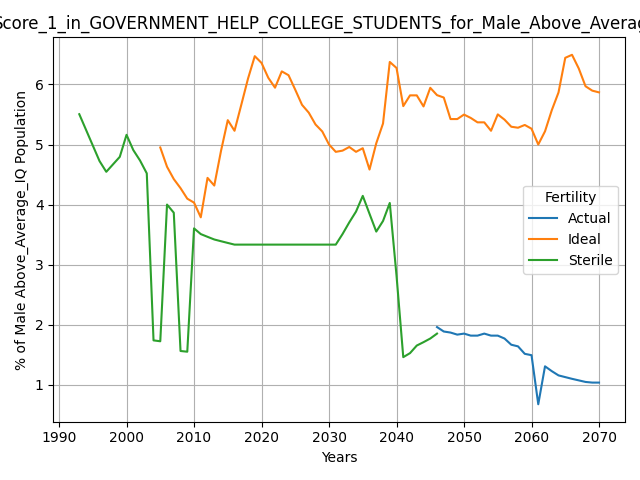 Score_1_in_GOVERNMENT_HELP_COLLEGE_STUDENTS_for_Male_Above_Averag
% of Male Above_Average_IQ Population
6
5
4
3
2
1
Fertility
Actual
Ideal
Sterile
1990 2000 2010 2020 2030 2040 2050 2060 2070
Years